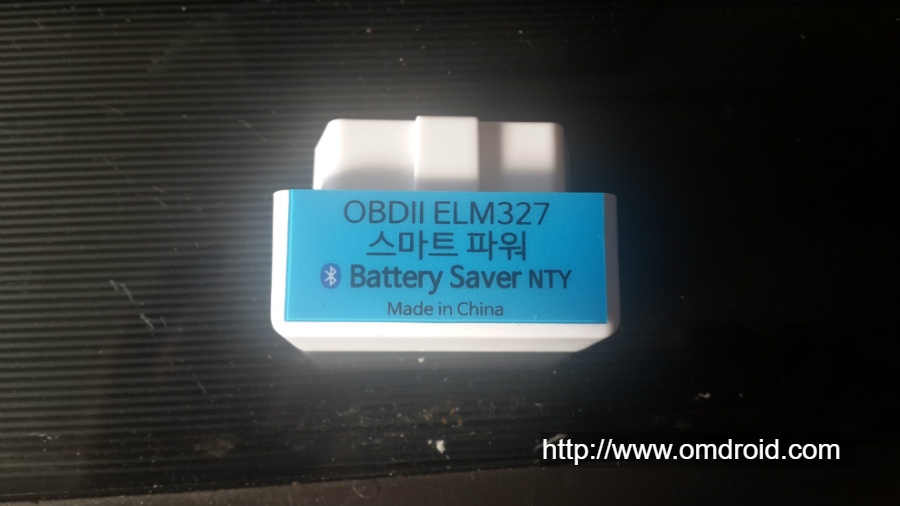 OBDII ELM327
스마트 파워
Battery Saver NTY
Made in China
http://www.omdroid.com